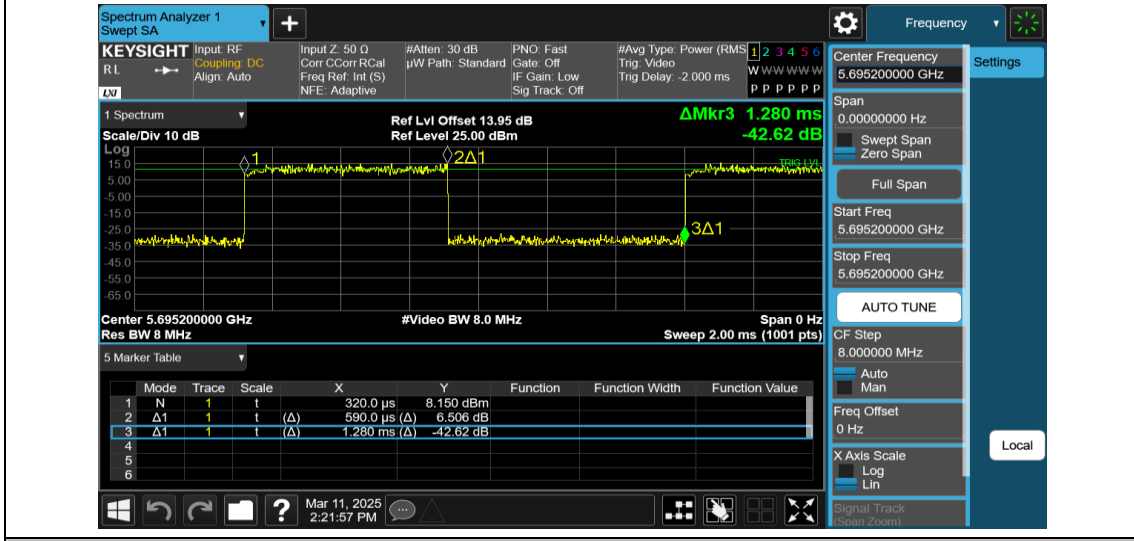 Spectrum Analyzer 1
Swept SA
Frequency
KEYSIGHT
RL
LXI
Input: RF
Coupling: DC
Align: Auto
Input Z: 50 Ω
Corr CCorr RCal
Freq Ref: Int (S)
NFE: Adaptive
#Atten: 30 dB
µW Path: Standard
PNO: Fast
Gate: Off
IF Gain: Low
Sig Track: Off
#Avg Type: Power (RMS
Trig: Video
Trig Delay: -2.000 ms
1 2 3 4 5 6
W W W W W W
P P P P P P
Center Frequency
5.695200000 GHz
Settings
Span
0.00000000 Hz
Swept Span
Zero Span
Full Span
Start Freq
5.695200000 GHz
Stop Freq
5.695200000 GHz
AUTO TUNE
CF Step
8.000000 MHz
Auto
Man
Freq Offset
0 Hz
X Axis Scale
Log
Lin
Signal Track
(Span Zoom)
Local
1 Spectrum
Scale/Div 10 dB
Ref Lvl Offset 13.95 dB
Ref Level 25.00 dBm
ΔMkr3 1.280 ms
-42.62 dB
Log
15.0
5.00
-5.00
-15.0
-25.0
-35.0
-45.0
-55.0
-65.0
1
2Δ1
3Δ1
TRIG LVL
Center 5.695200000 GHz
#Video BW 8.0 MHz
Span 0 Hz
Res BW 8 MHz
Sweep 2.00 ms (1001 pts)
5 Marker Table
Mode Trace Scale X Y Function Function Width Function Value
1 N 1 t 320.0 µs 8.150 dBm
2 Δ1 1 t (Δ) 590.0 µs (Δ) 6.506 dB
3 Δ1 1 t (Δ) 1.280 ms (Δ) -42.62 dB
4
5
6
?
Mar 11, 2025
2:21:57 PM